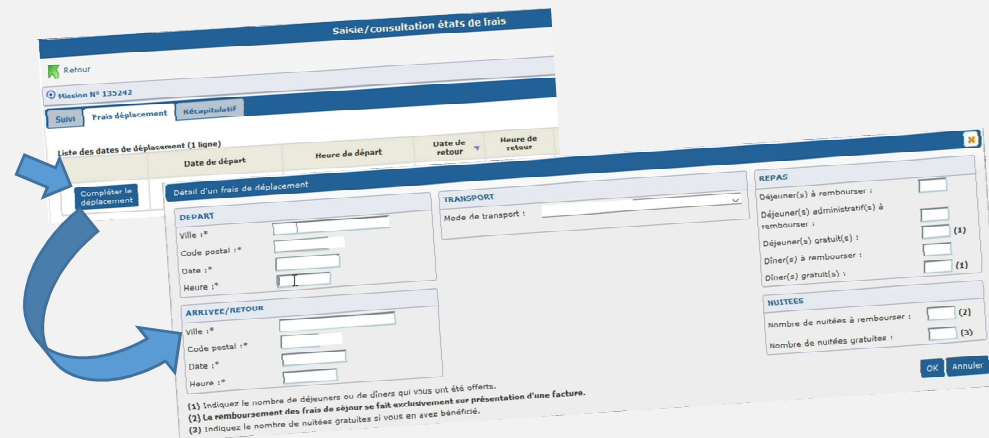 Saisie/consultation états de frais
Retour
Mission N° 135242
Suivi Frais déplacement Récapitulatif
Liste des dates de déplacement (1 ligne)
Date de départ Heure de départ Date de retour Heure de retour
Compléter le déplacement
Détail d'un frais de déplacement
DEPART
Ville :*
Code postal :*
Date :*
Heure :*
ARRIVEE/RETOUR
Ville :*
Code postal :*
Date :*
Heure :*
TRANSPORT
Mode de transport :
REPAS
Déjeuner(s) à rembourser :
Déjeuner(s) administratif(s) à
rembourser :
Déjeuner(s) gratuit(s) : (1)
Dîner(s) à rembourser :
Dîner(s) gratuit(s) : (1)
NUITEES
Nombre de nuitées à rembourser : (2)
Nombre de nuitées gratuites : (3)
OK Annuler
(1) Indiquez le nombre de déjeuners ou de dîners qui vous ont été offerts.
(2) Le remboursement des frais de séjour se fait exclusivement sur présentation d'une facture.
(3) Indiquez le nombre de nuitées gratuites si vous en avez bénéficié.